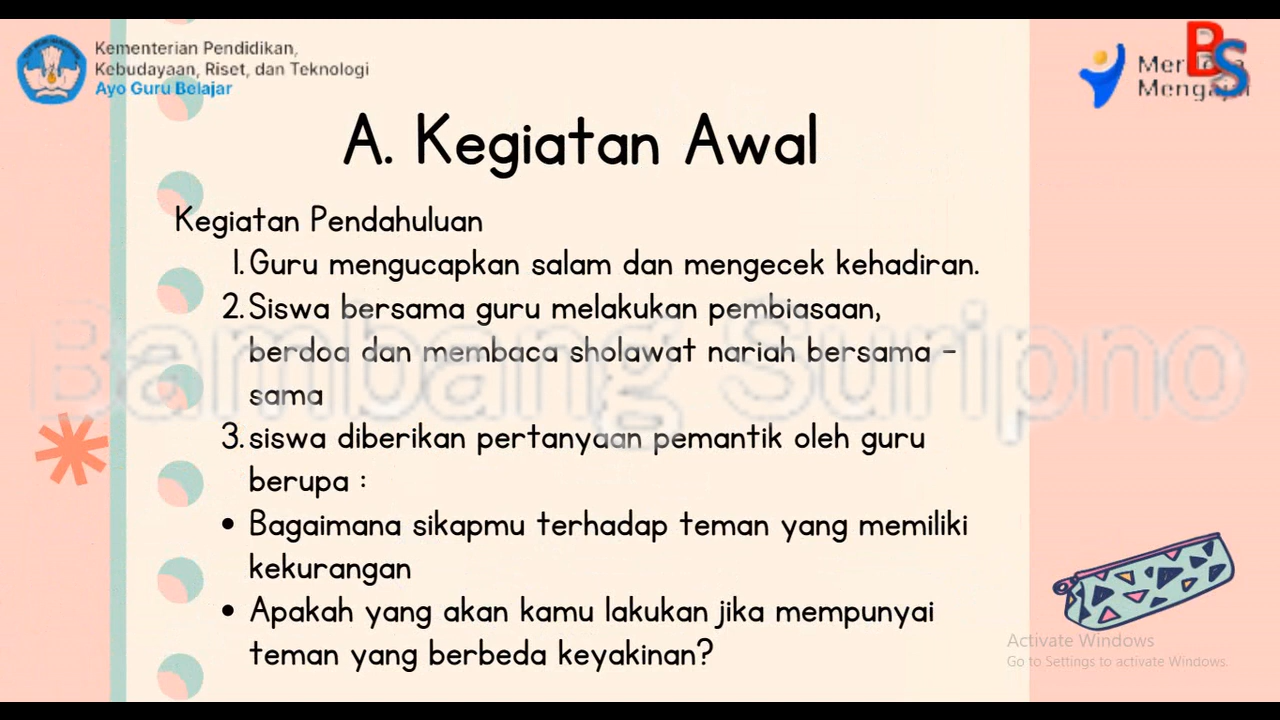 Kementerian Pendidikan,
Kebudayaan, Riset, dan Teknologi
Ayo Guru Belajar
BS
Mengajar
A. Kegiatan Awal
Kegiatan Pendahuluan
1. Guru mengucapkan salam dan mengecek kehadiran.
2. Siswa bersama guru melakukan pembiasaan,
berdoa dan membaca sholawat nariah bersama -
sama
3. siswa diberikan pertanyaan pemantik oleh guru
berupa :
• Bagaimana sikapmu terhadap teman yang memiliki
kekurangan
• Apakah yang akan kamu lakukan jika mempunyai
teman yang berbeda keyakinan?
Bambang Suripno
Activate Windows
Go to Settings to activate Windows.